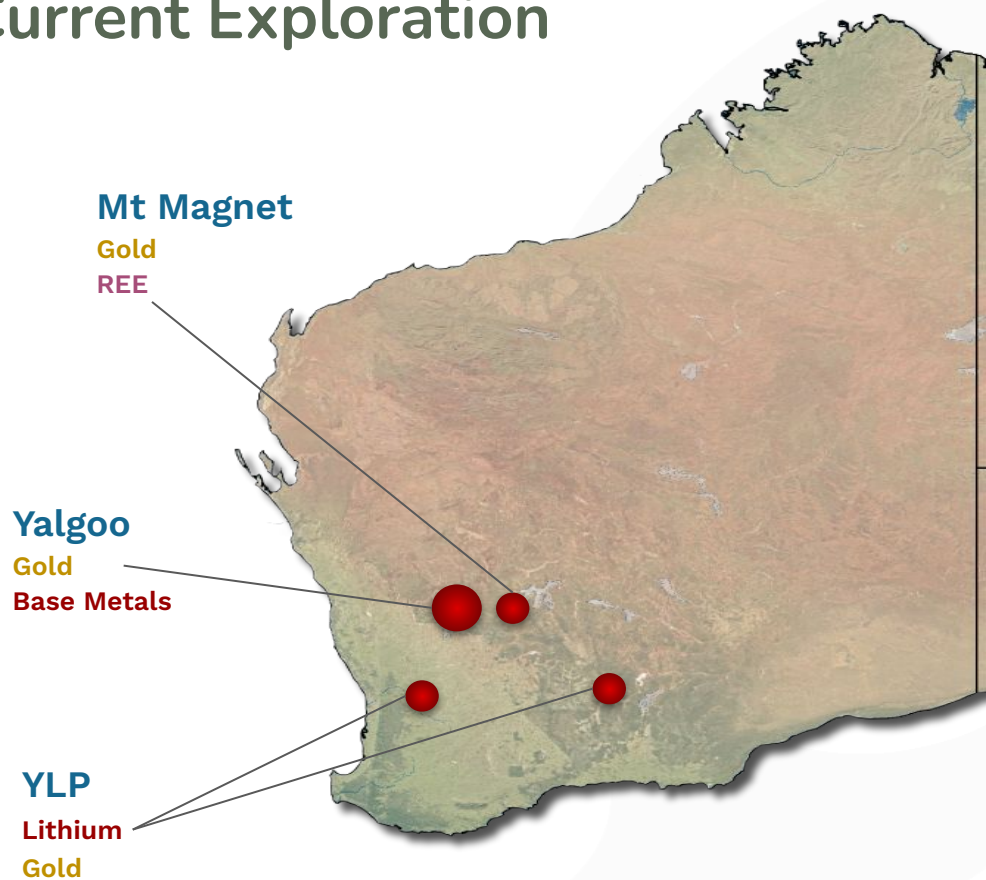 Current Exploration
Mt Magnet
Gold
REE
Yalgoo
Gold
Base Metals
YLP
Lithium
Gold